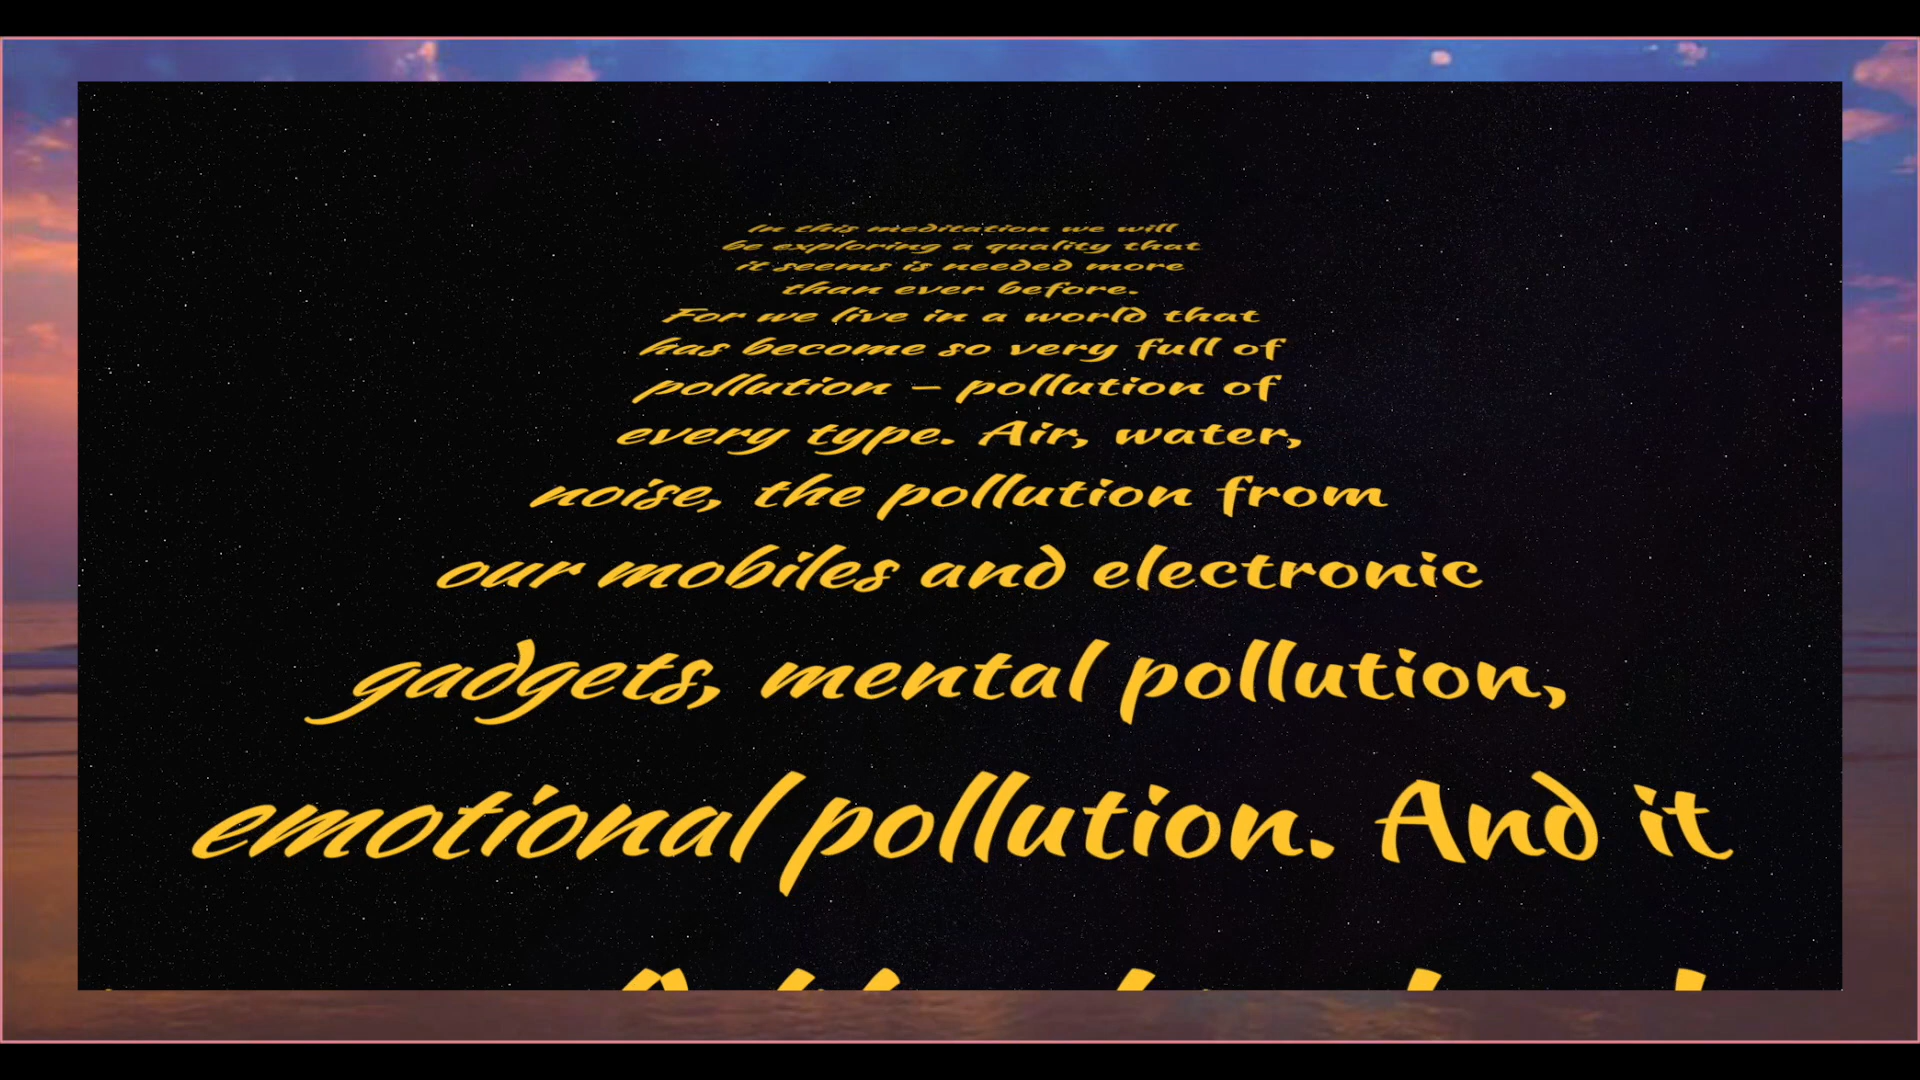 In this meditation we will
be exploring a quality that
it seems is needed more
than ever before.
For we live in a world that
has become so very full of
pollution – pollution of
every type. Air, water,
noise, the pollution from
our mobiles and electronic
gadgets, mental pollution,
emotional pollution. And it